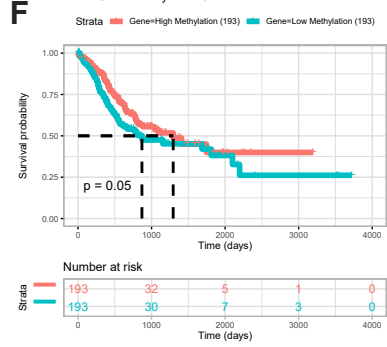 F
Strata Gene=High Methylation (193) Gene=Low Methylation (193)
Survival probability
1.00
0.75
0.50
0.25
0.00
p = 0.05
0 1000 2000 3000 4000
Time (days)
Number at risk
Strata
193 32 5 1 0
193 30 7 3 0
0 1000 2000 3000 4000
Time (days)